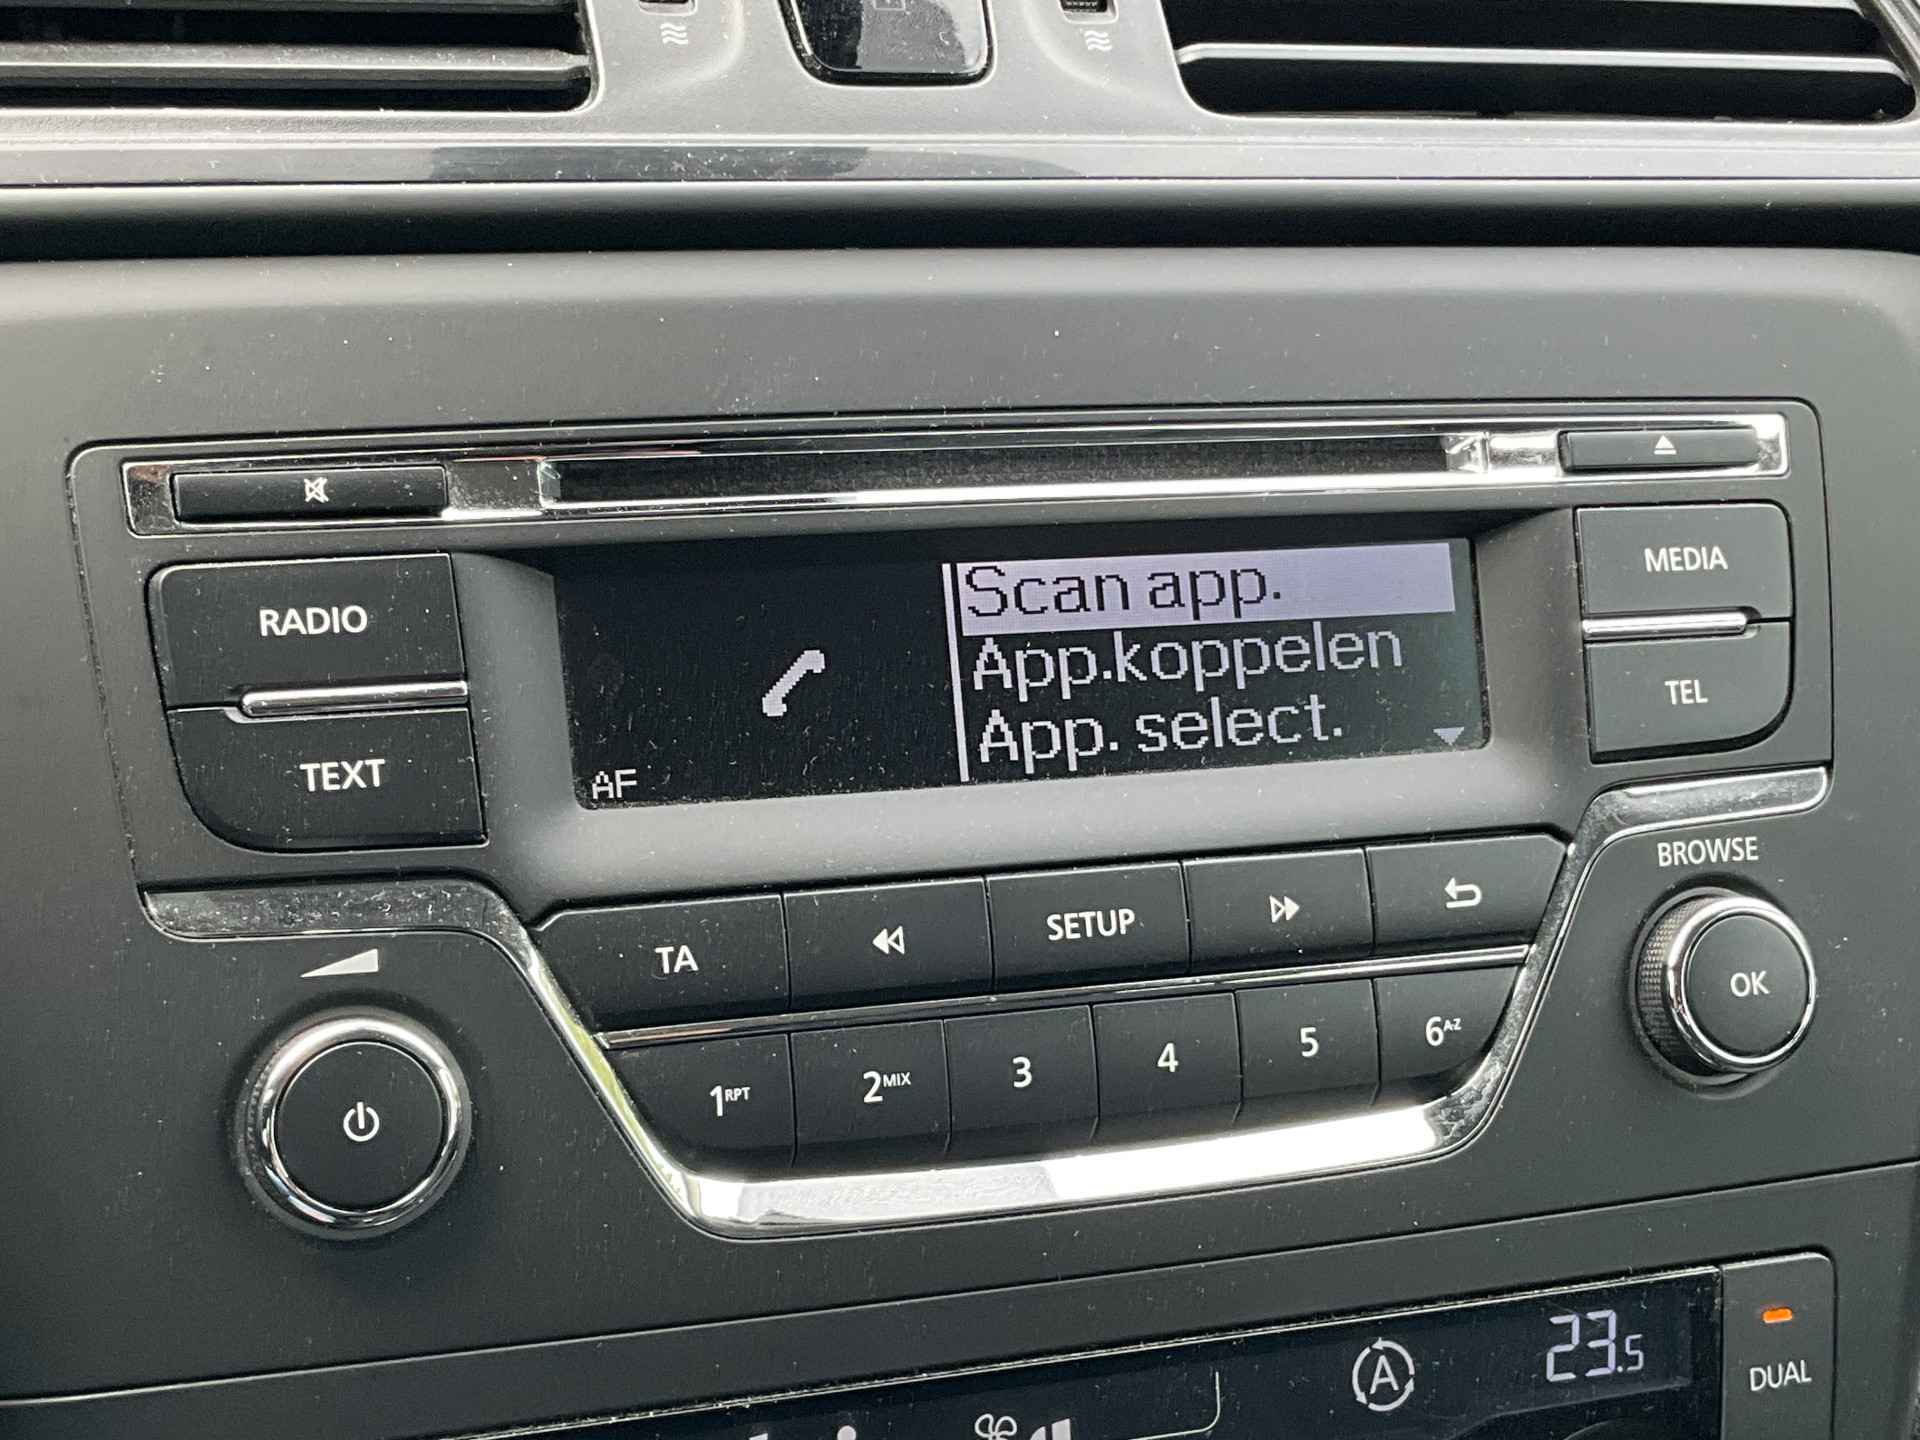 RADIO
TEXT
Scan app.
App.koppelen
App. select.
AF
MEDIA
TEL
BROWSE
OK
TA
SETUP
1RPT
2MIX
3
4
5
6A-Z
A
23.5
DUAL